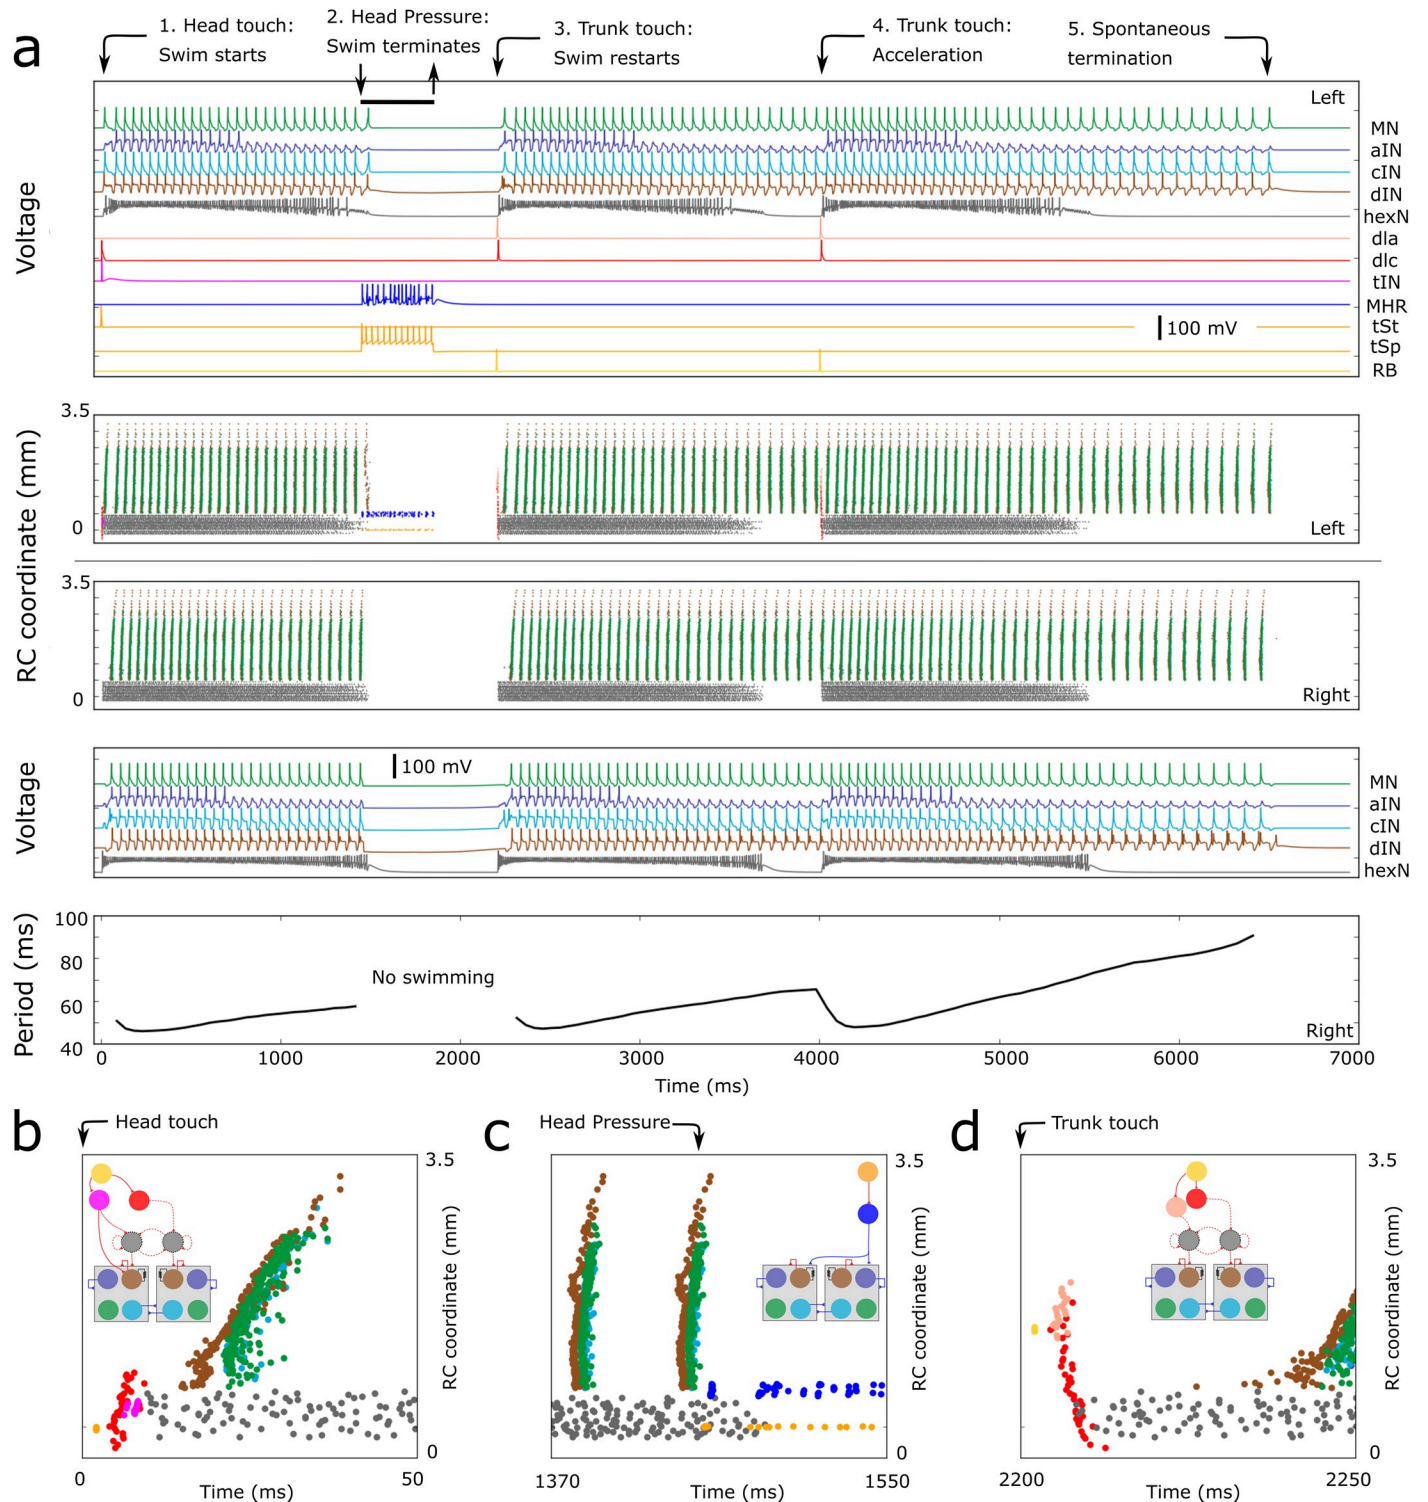 a
1. Head touch:
Swim starts
2. Head Pressure:
Swim terminates
3. Trunk touch:
Swim restarts
4. Trunk touch:
Acceleration
5. Spontaneous
termination
Left
Voltage
MN
aIN
cIN
dIN
hexN
dla
dlc
tIN
MHR
tSt
tSp
RB
100 mV
RC coordinate (mm)
3.5
0
Left
3.5
0
Right
Voltage
100 mV
MN
aIN
cIN
dIN
hexN
Period (ms)
100
80
60
40
No swimming
Right
0
1000
2000
3000
4000
5000
6000
7000
Time (ms)
b
Head touch
3.5
RC coordinate (mm)
0
0
50
Time (ms)
c
Head Pressure
3.5
RC coordinate (mm)
0
1370
1550
Time (ms)
d
Trunk touch
3.5
RC coordinate (mm)
0
2200
2250
Time (ms)